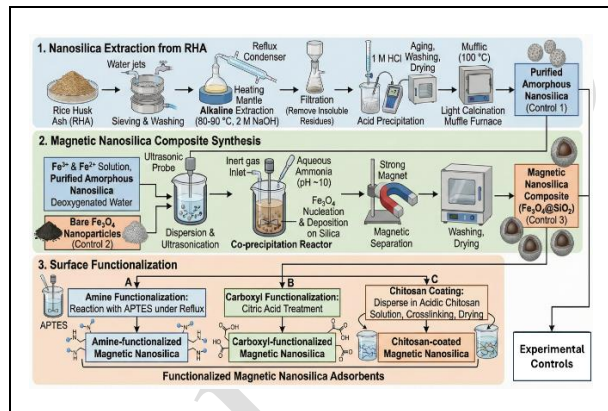 1. Nanosilica Extraction from RHA
Water jets
Reflux
Condenser
1 M HCl
Aging,
Washing,
Drying
Mufflic
(100 °C)
Rice Husk
Ash (RHA)
Sieving & Washing
Heating
Mantle
Alkaline Extraction
(80-90 °C, 2 M NaOH)
Filtration
(Remove Insoluble
Residues)
Acid Precipitation
Light Calcination
Muffle Furnace
Purified
Amorphous
Nanosilica
(Control 1)
2. Magnetic Nanosilica Composite Synthesis
Fe³⁺ & Fe²⁺ Solution,
Purified Amorphous
Nanosilica
Deoxygenated Water
Ultrasonic
Probe
Inert gas
Inlet
Aqueous
Ammonia
(pH ~10)
Strong
Magnet
Bare Fe₃O₄
Nanoparticles
(Control 2)
Dispersion &
Ultrasonication
Fe₃O₄
Nucleation &
Deposition
on Silica
Co-precipitation Reactor
Magnetic
Separation
Washing,
Drying
Magnetic
Nanosilica
Composite
(Fe₃O₄@SiO₂)
(Control 3)
3. Surface Functionalization
APTES
A
Amine Functionalization:
Reaction with APTES under Reflux
Amine-functionalized
Magnetic Nanosilica
B
Carboxyl Functionalization:
Citric Acid Treatment
Carboxyl-functionalized
Magnetic Nanosilica
C
Chitosan Coating:
Disperse in Acidic Chitosan
Solution, Crosslinking, Drying
Chitosan-coated
Magnetic Nanosilica
Functionalized Magnetic Nanosilica Adsorbents
Experimental
Controls